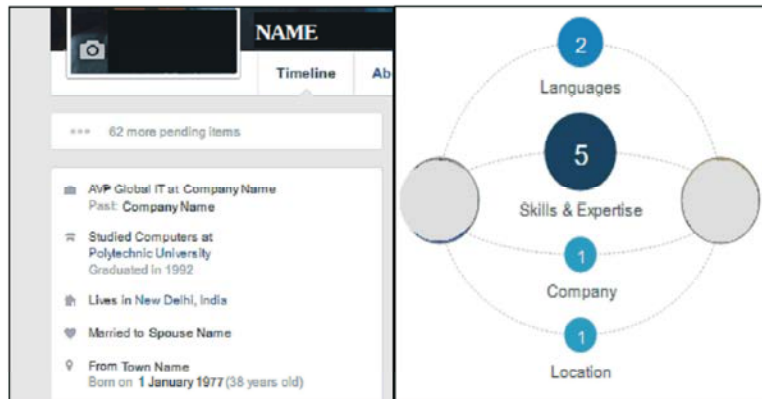 NAME
Timeline
Ab
62 more pending items
AVP Global IT at Company Name
Past: Company Name
Studied Computers at
Polytechnic University
Graduated in 1992
Lives in New Delhi, India
Married to Spouse Name
From Town Name
Born on 1 January 1977 (38 years old)
2
Languages
5
Skills & Expertise
1
Company
1
Location